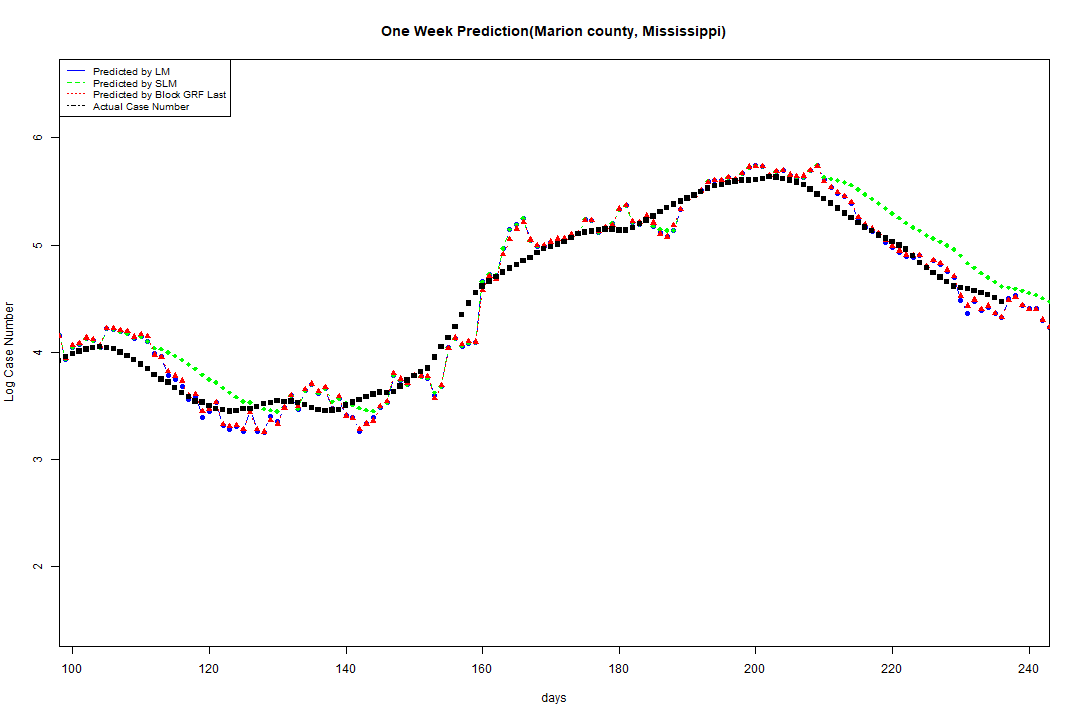 One Week Prediction(Marion county, Mississippi)
Predicted by LM
Predicted by SLM
Predicted by Block GRF Last
Actual Case Number
6
5
4
3
2
Log Case Number
100 120 140 160 180 200 220 240
days